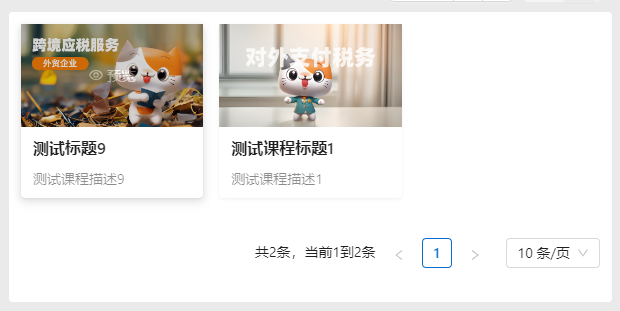 跨境应税服务
外贸企业
预览
对外支付税务
测试标题9
测试课程标题1
测试课程描述9
测试课程描述1
共2条，当前1到2条
1
10 条/页